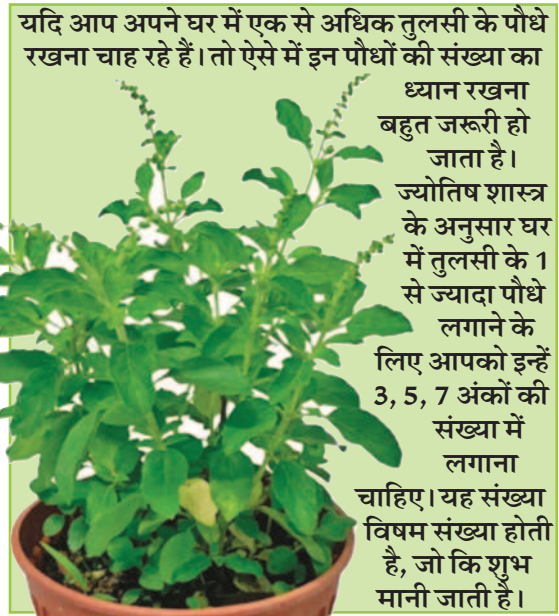 यदि आप अपने घर में एक से अधिक तुलसी के पौधे
रखना चाह रहे हैं। तो ऐसे में इन पौधों की संख्या का
ध्यान रखना
बहुत जरूरी हो
जाता है।
ज्योतिष शास्त्र
के अनुसार घर
में तुलसी के 1
से ज्यादा पौधे
लगाने के
लिए आपको इन्हें
3, 5, 7 अंकों की
संख्या में
लगाना
चाहिए। यह संख्या
विषम संख्या होती
है, जो कि शुभ
मानी जाती है।